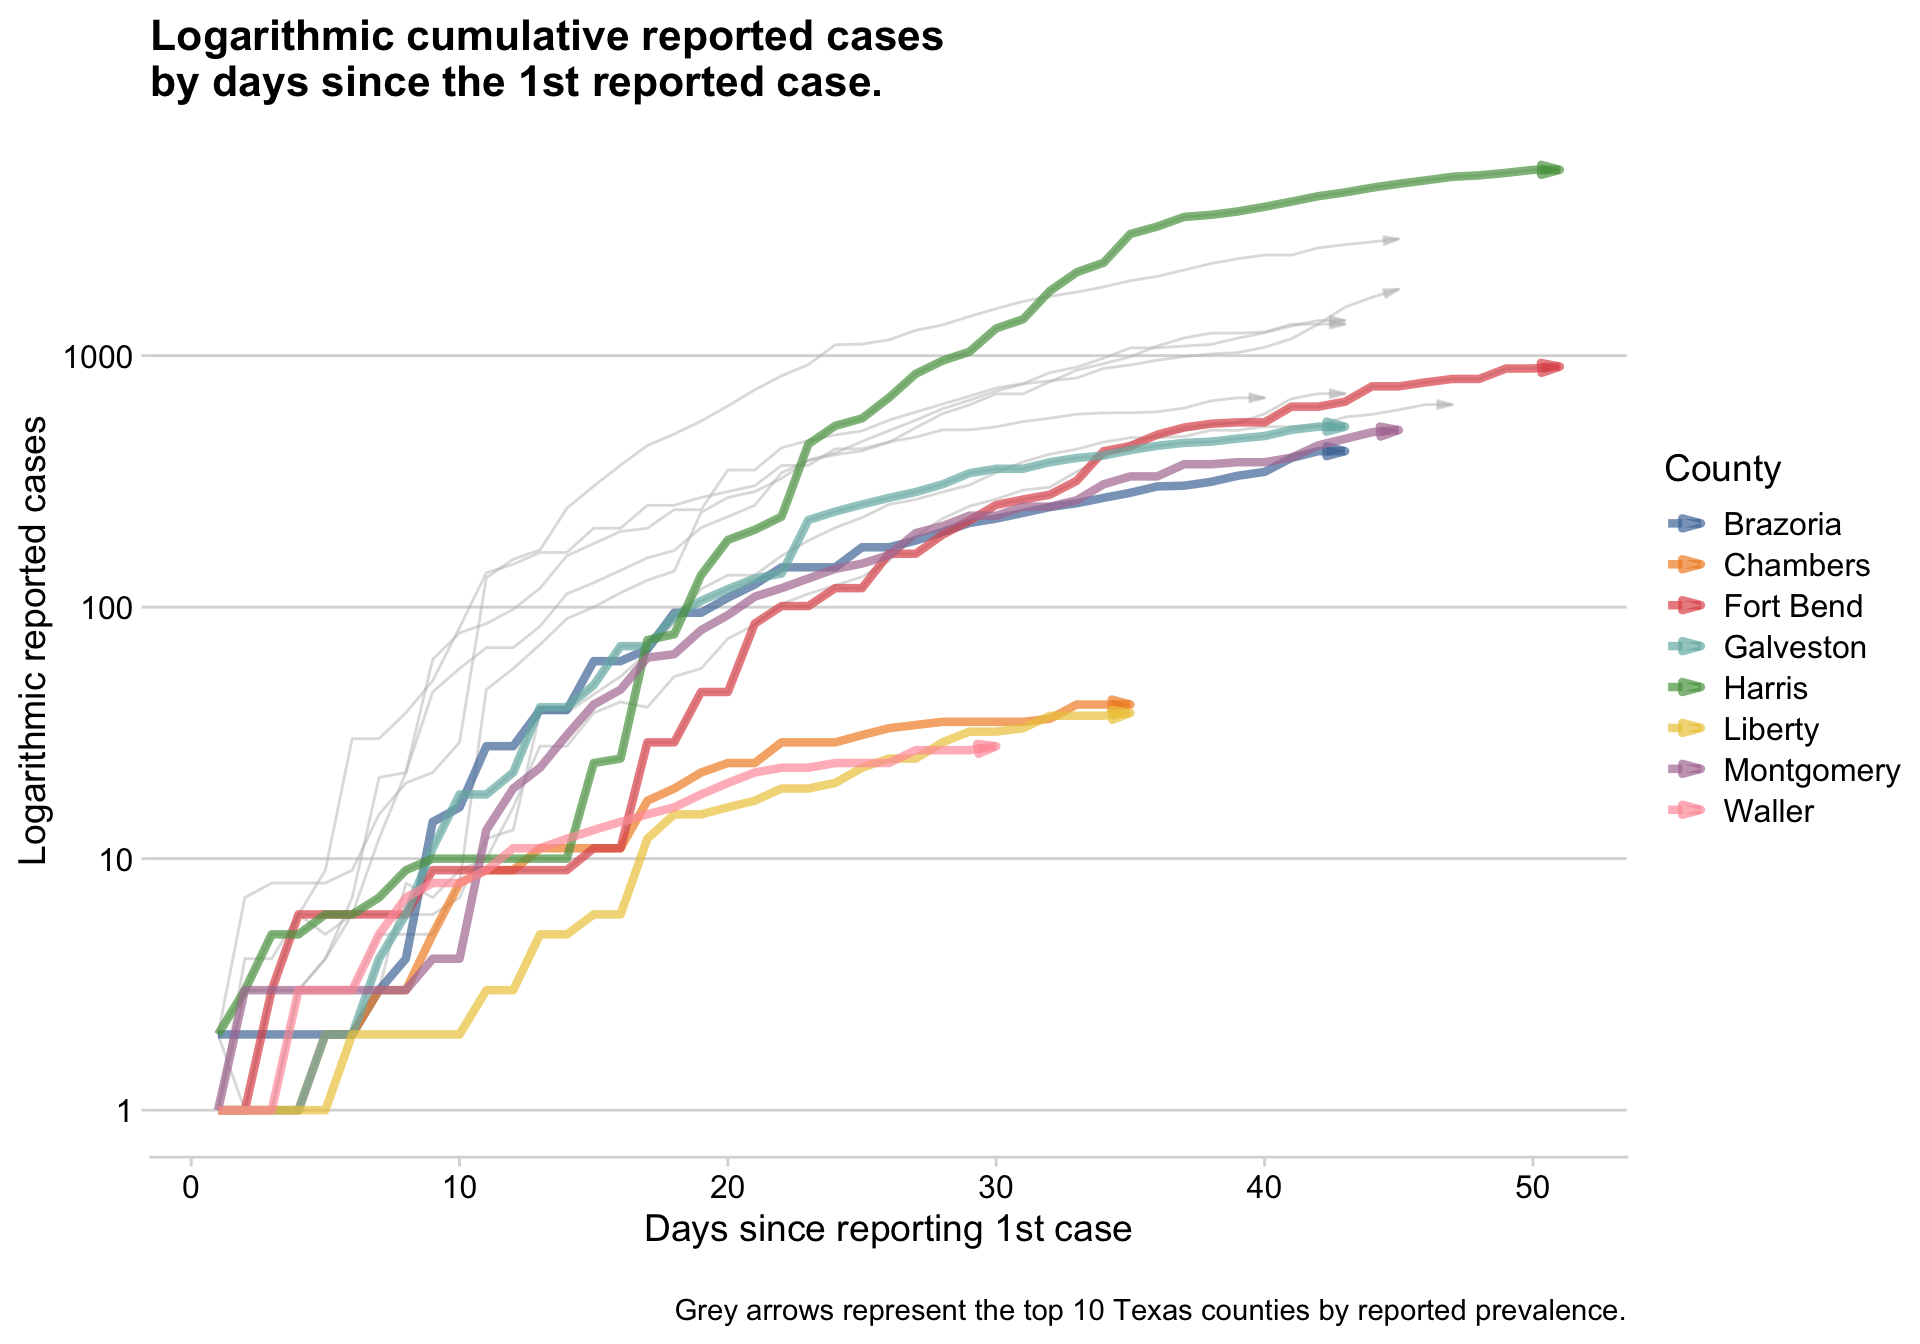 Logarithmic cumulative reported cases
by days since the 1st reported case.
Logarithmic reported cases
1000
100
10
1
0 10 20 30 40 50
Days since reporting 1st case
County
Brazoria
Chambers
Fort Bend
Galveston
Harris
Liberty
Montgomery
Waller
Grey arrows represent the top 10 Texas counties by reported prevalence.